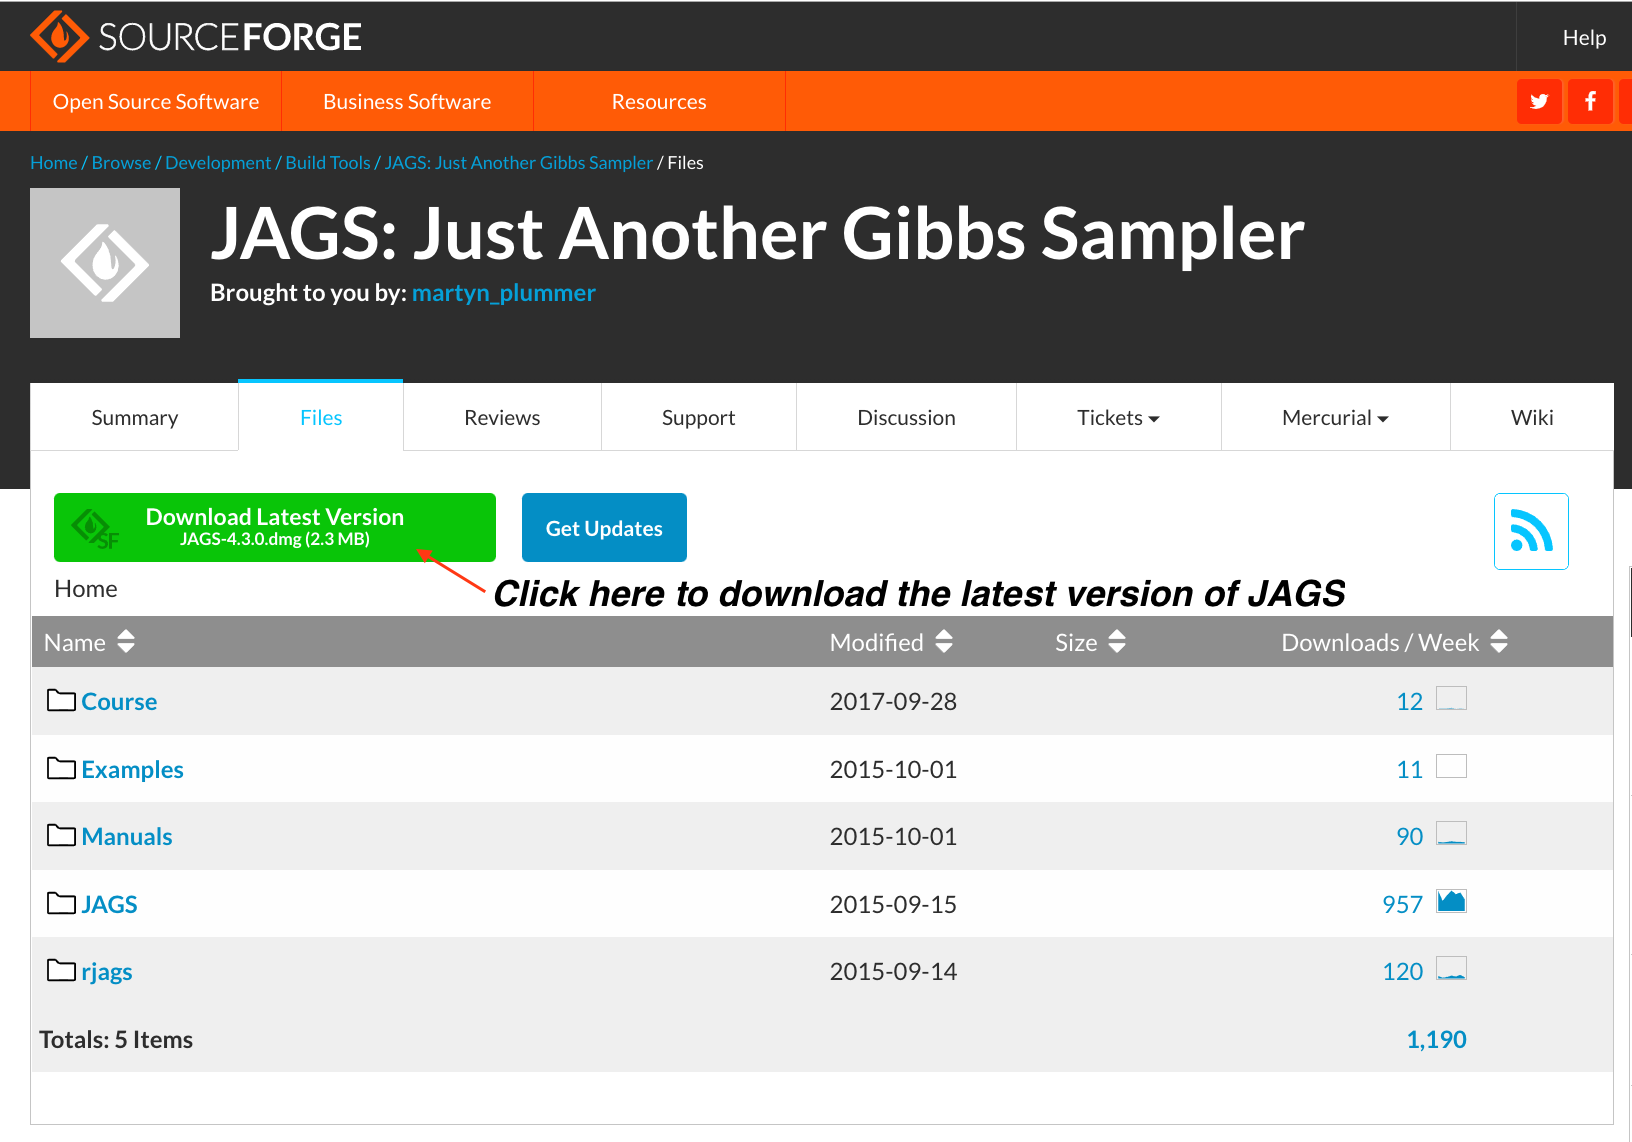 SOURCEFORGE
Help
Open Source Software Business Software Resources
Home / Browse / Development / Build Tools / JAGS: Just Another Gibbs Sampler / Files
JAGS: Just Another Gibbs Sampler
Brought to you by: martyn_plummer
Summary Files Reviews Support Discussion Tickets Mercurial Wiki
SF
Download Latest Version
JAGS-4.3.0.dmg (2.3 MB)
Get Updates
Home
Click here to download the latest version of JAGS
Name Modified Size Downloads / Week
Course 2017-09-28 12
Examples 2015-10-01 11
Manuals 2015-10-01 90
JAGS 2015-09-15 957
rjags 2015-09-14 120
Totals: 5 Items 1,190